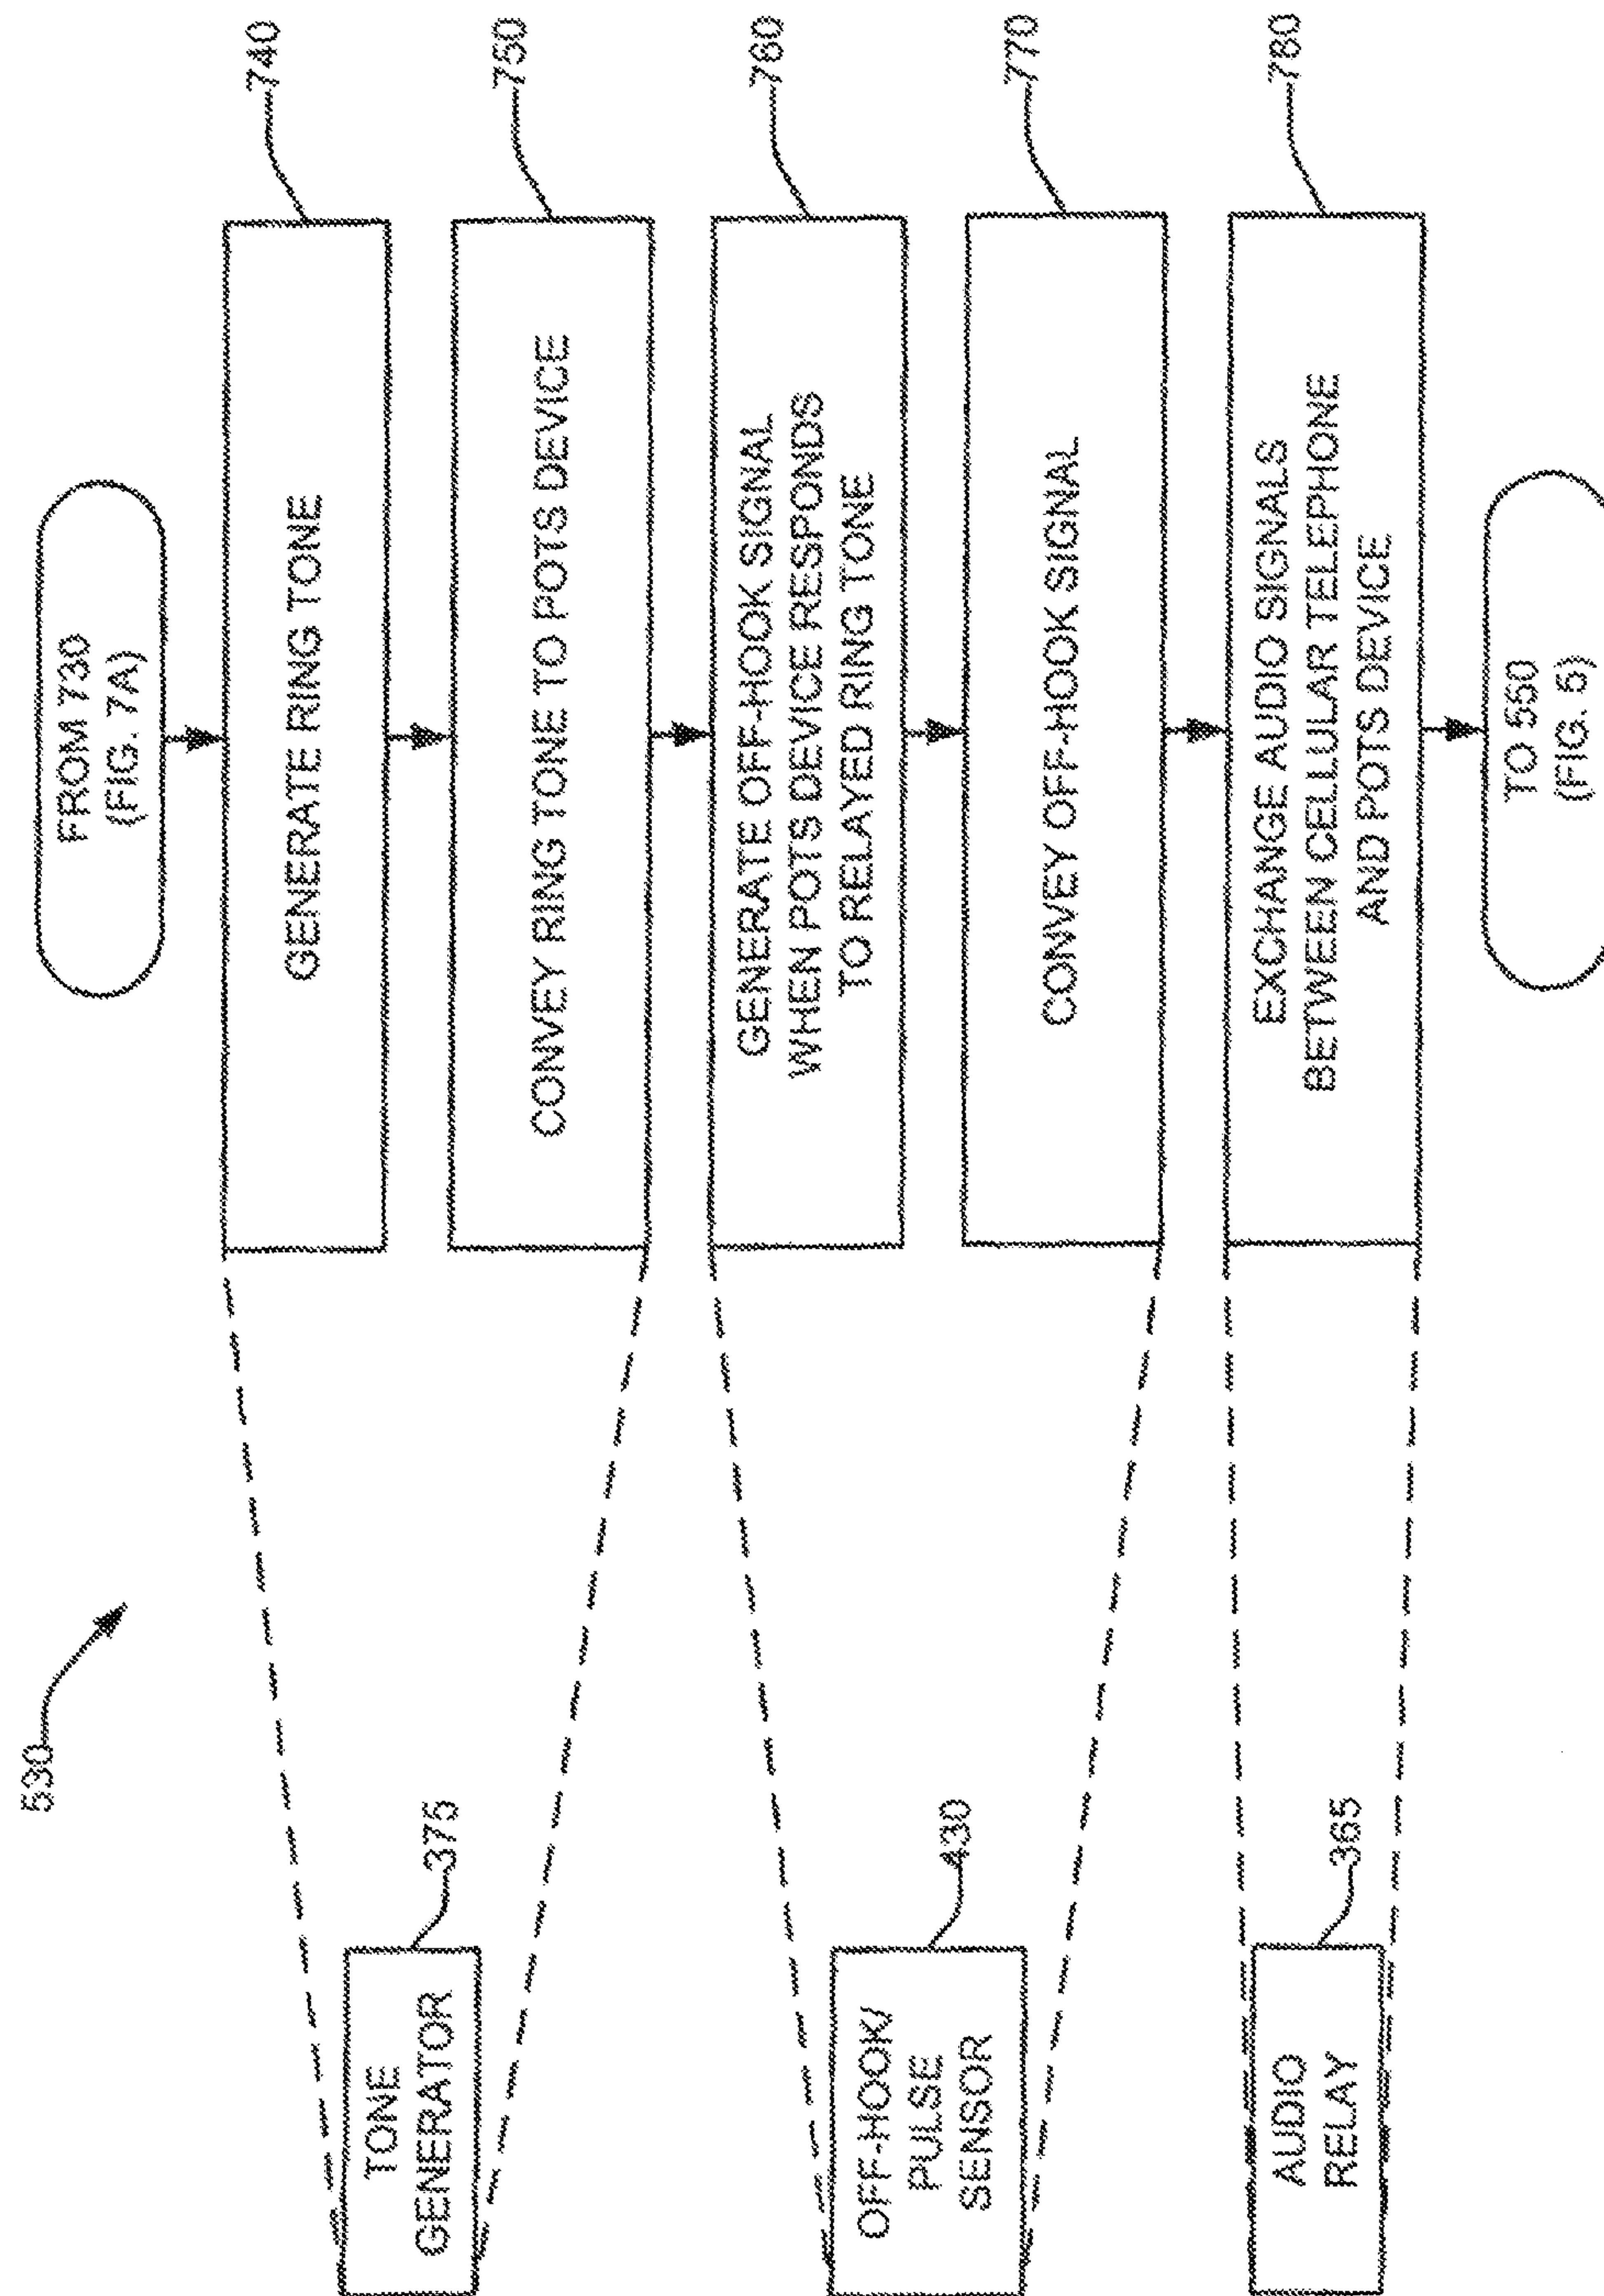 530
FROM 730
(FIG. 7A)
GENERATE RING TONE
740
CONVEY RING TONE TO POTS DEVICE
750
TONE
GENERATOR
375
GENERATE OFF-HOOK SIGNAL
WHEN POTS DEVICE RESPONDS
TO RELAYED RING TONE
760
CONVEY OFF-HOOK SIGNAL
770
OFF-HOOK/
PULSE
SENSOR
430
EXCHANGE AUDIO SIGNALS
BETWEEN CELLULAR TELEPHONE
AND POTS DEVICE
780
AUDIO
RELAY
365
TO 550
(FIG. 5)